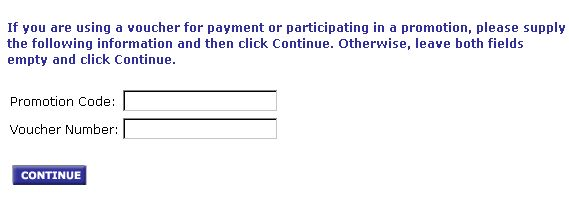 If you are using a voucher for payment or participating in a promotion, please supply
the following information and then click Continue. Otherwise, leave both fields
empty and click Continue.
Promotion Code:
Voucher Number:
CONTINUE